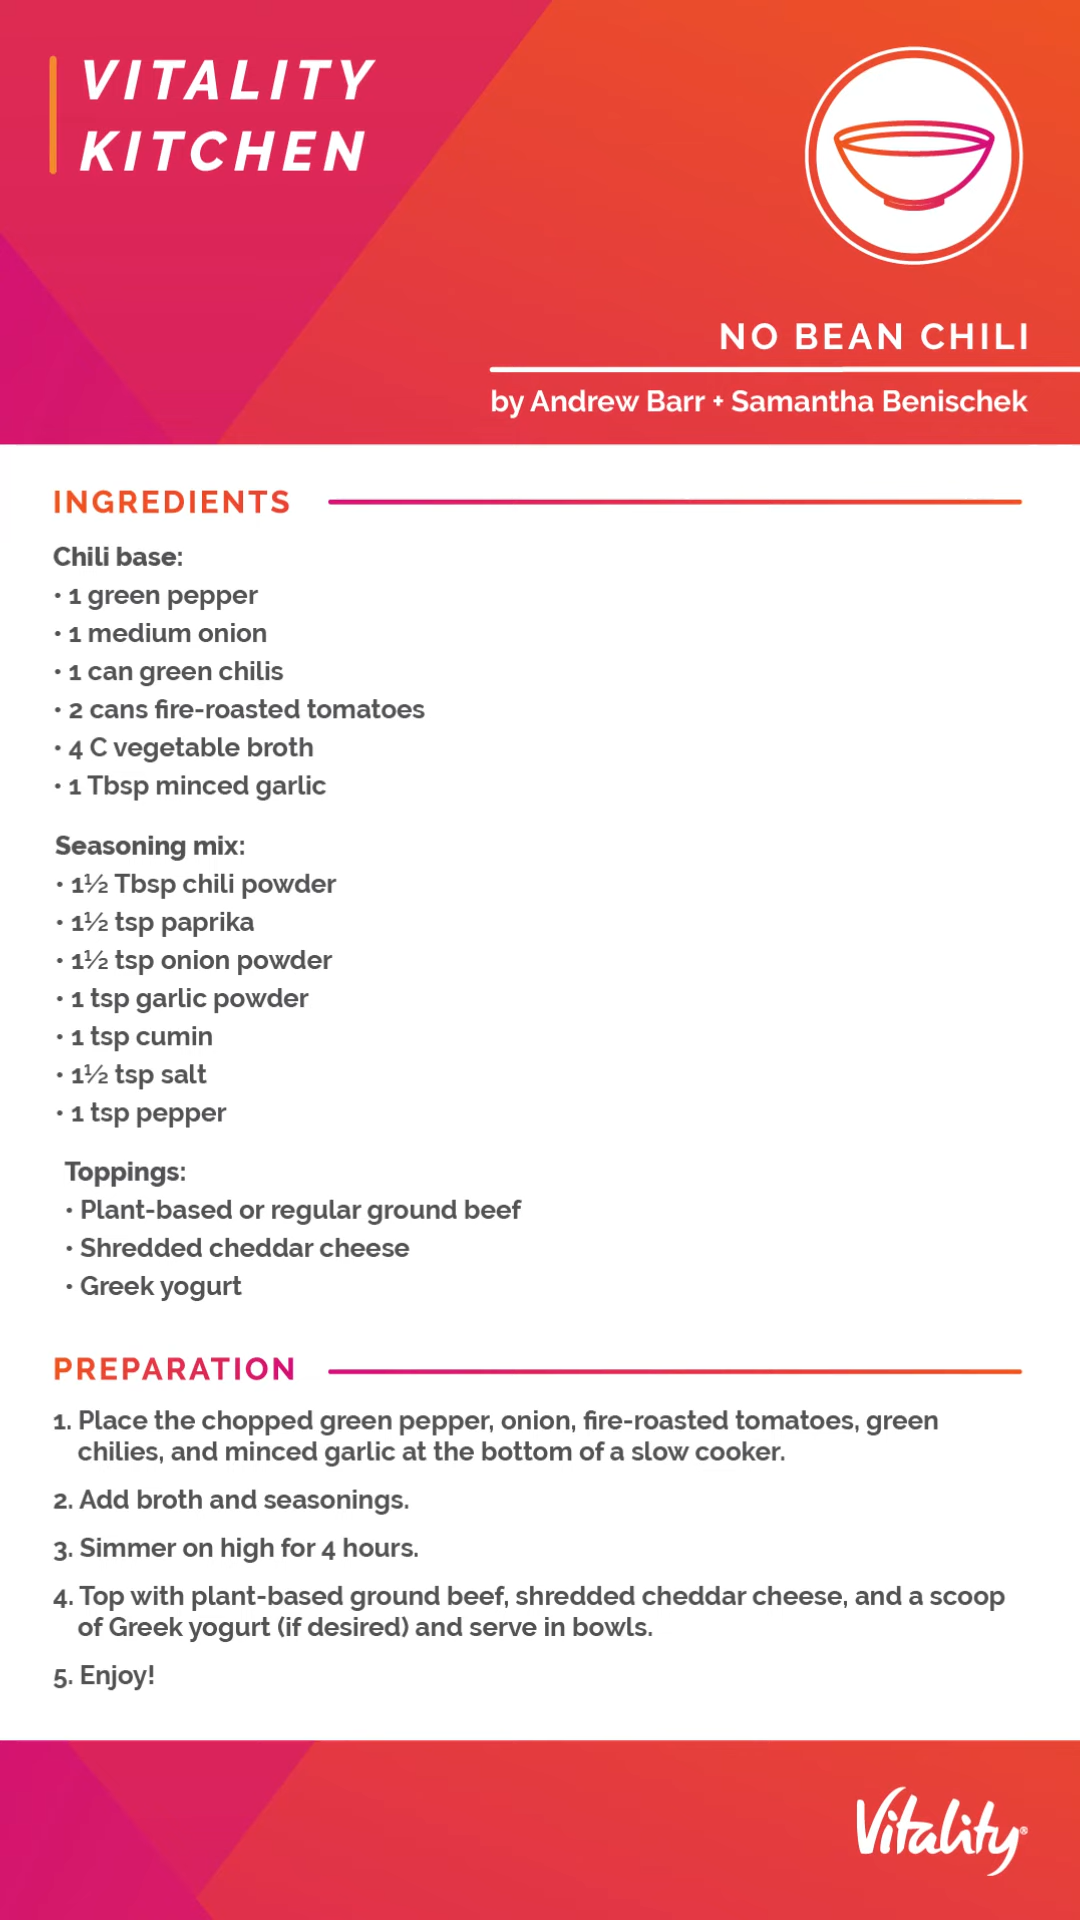 VITALITY
KITCHEN
NO BEAN CHILI
by Andrew Barr + Samantha Benischek
INGREDIENTS
Chili base:
• 1 green pepper
• 1 medium onion
• 1 can green chilis
• 2 cans fire-roasted tomatoes
• 4 C vegetable broth
• 1 Tbsp minced garlic
Seasoning mix:
• 1½ Tbsp chili powder
• 1½ tsp paprika
• 1½ tsp onion powder
• 1 tsp garlic powder
• 1 tsp cumin
• 1½ tsp salt
• 1 tsp pepper
Toppings:
• Plant-based or regular ground beef
• Shredded cheddar cheese
• Greek yogurt
PREPARATION
1. Place the chopped green pepper, onion, fire-roasted tomatoes, green
chilies, and minced garlic at the bottom of a slow cooker.
2. Add broth and seasonings.
3. Simmer on high for 4 hours.
4. Top with plant-based ground beef, shredded cheddar cheese, and a scoop
of Greek yogurt (if desired) and serve in bowls.
5. Enjoy!
Vitality®